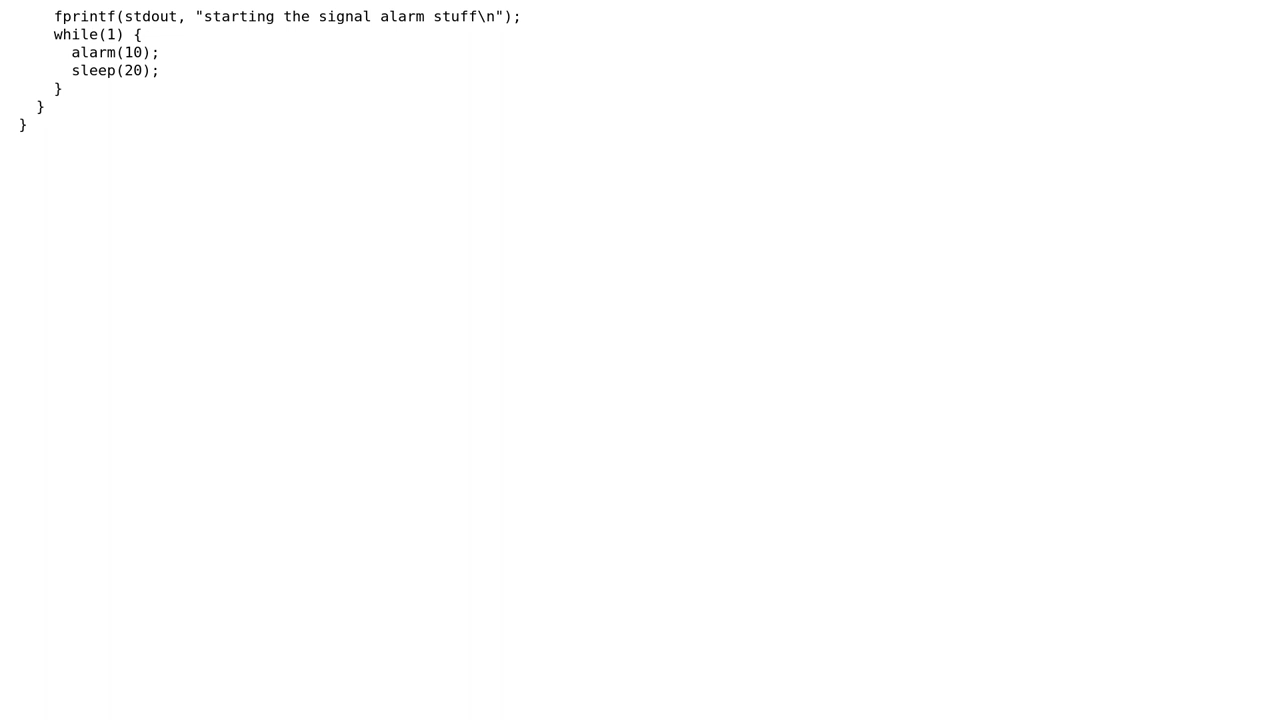 fprintf(stdout, "starting the signal alarm stuff\n");
while(1) {
alarm(10);
sleep(20);
}
}
}